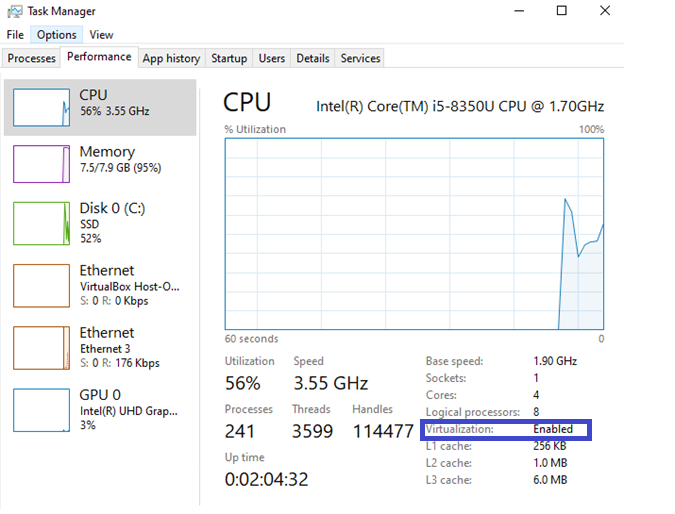 Task Manager
File Options View
Processes Performance App history Startup Users Details Services
CPU
56% 3.55 GHz
Memory
7.5/7.9 GB (95%)
Disk 0 (C:)
SSD
52%
Ethernet
VirtualBox Host-O...
S: 0 R: 0 Kbps
Ethernet
Ethernet 3
S: 0 R: 176 Kbps
GPU 0
Intel(R) UHD Grap...
3%
CPU Intel(R) Core(TM) i5-8350U CPU @ 1.70GHz
% Utilization 100%
60 seconds 0
Utilization Speed
56% 3.55 GHz
Processes Threads Handles
241 3599 114477
Up time
0:02:04:32
Base speed: 1.90 GHz
Sockets: 1
Cores: 4
Logical processors: 8
Virtualization: Enabled
L1 cache: 256 KB
L2 cache: 1.0 MB
L3 cache: 6.0 MB